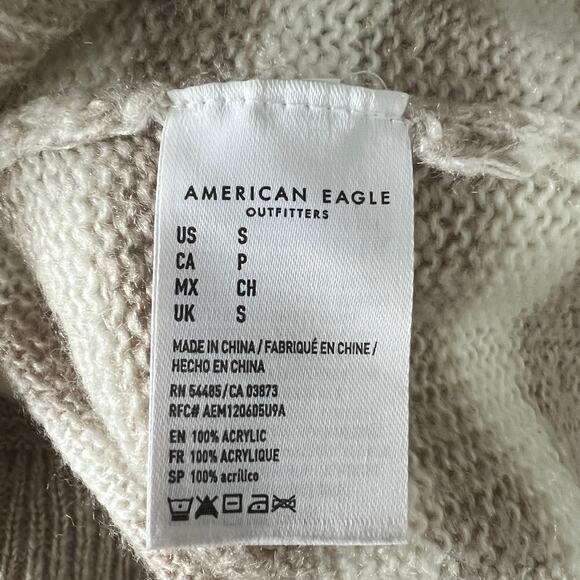 AMERICAN EAGLE
OUTFITTERS
US S
CA P
MX CH
UK S
MADE IN CHINA / FABRIQUÉ EN CHINE /
HECHO EN CHINA
RN 54485/CA 03873
RFC# AEM120605U9A
EN 100% ACRYLIC
FR 100% ACRYLIQUE
SP 100% acrílico